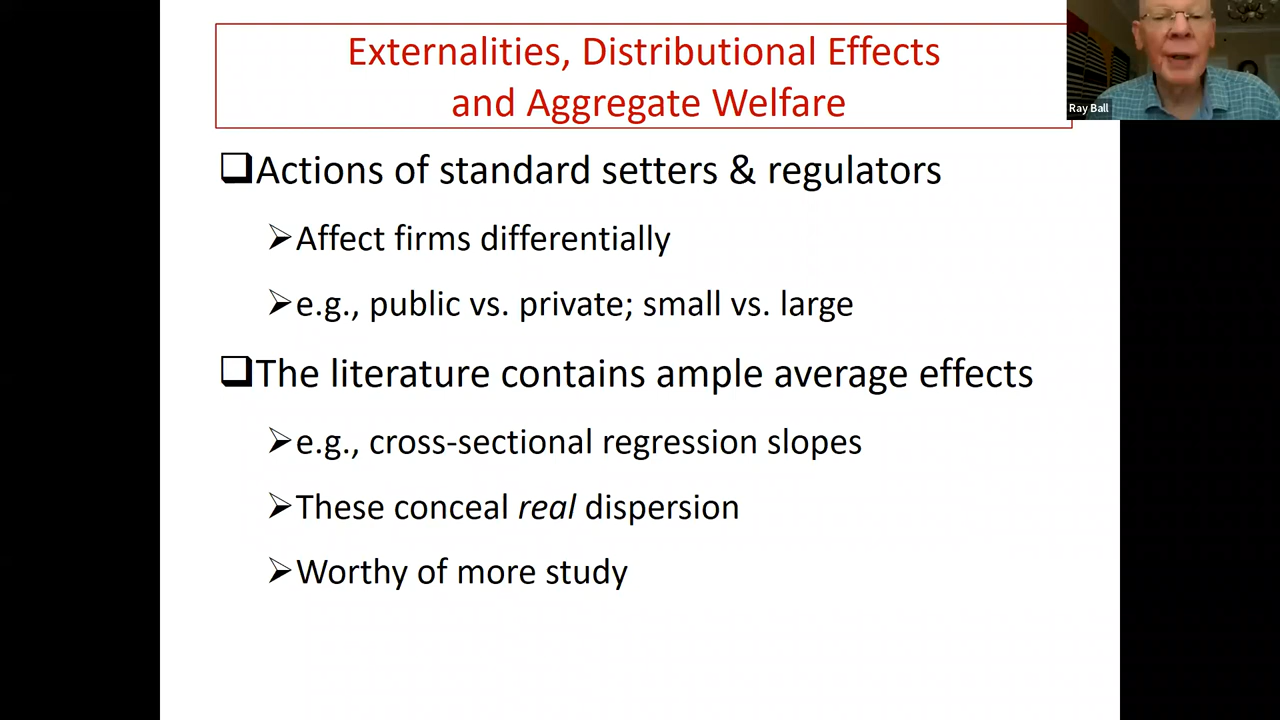 Externalities, Distributional Effects
and Aggregate Welfare
Ray Ball
❑Actions of standard setters & regulators
➢Affect firms differentially
➢e.g., public vs. private; small vs. large
❑The literature contains ample average effects
➢e.g., cross-sectional regression slopes
➢These conceal real dispersion
➢Worthy of more study